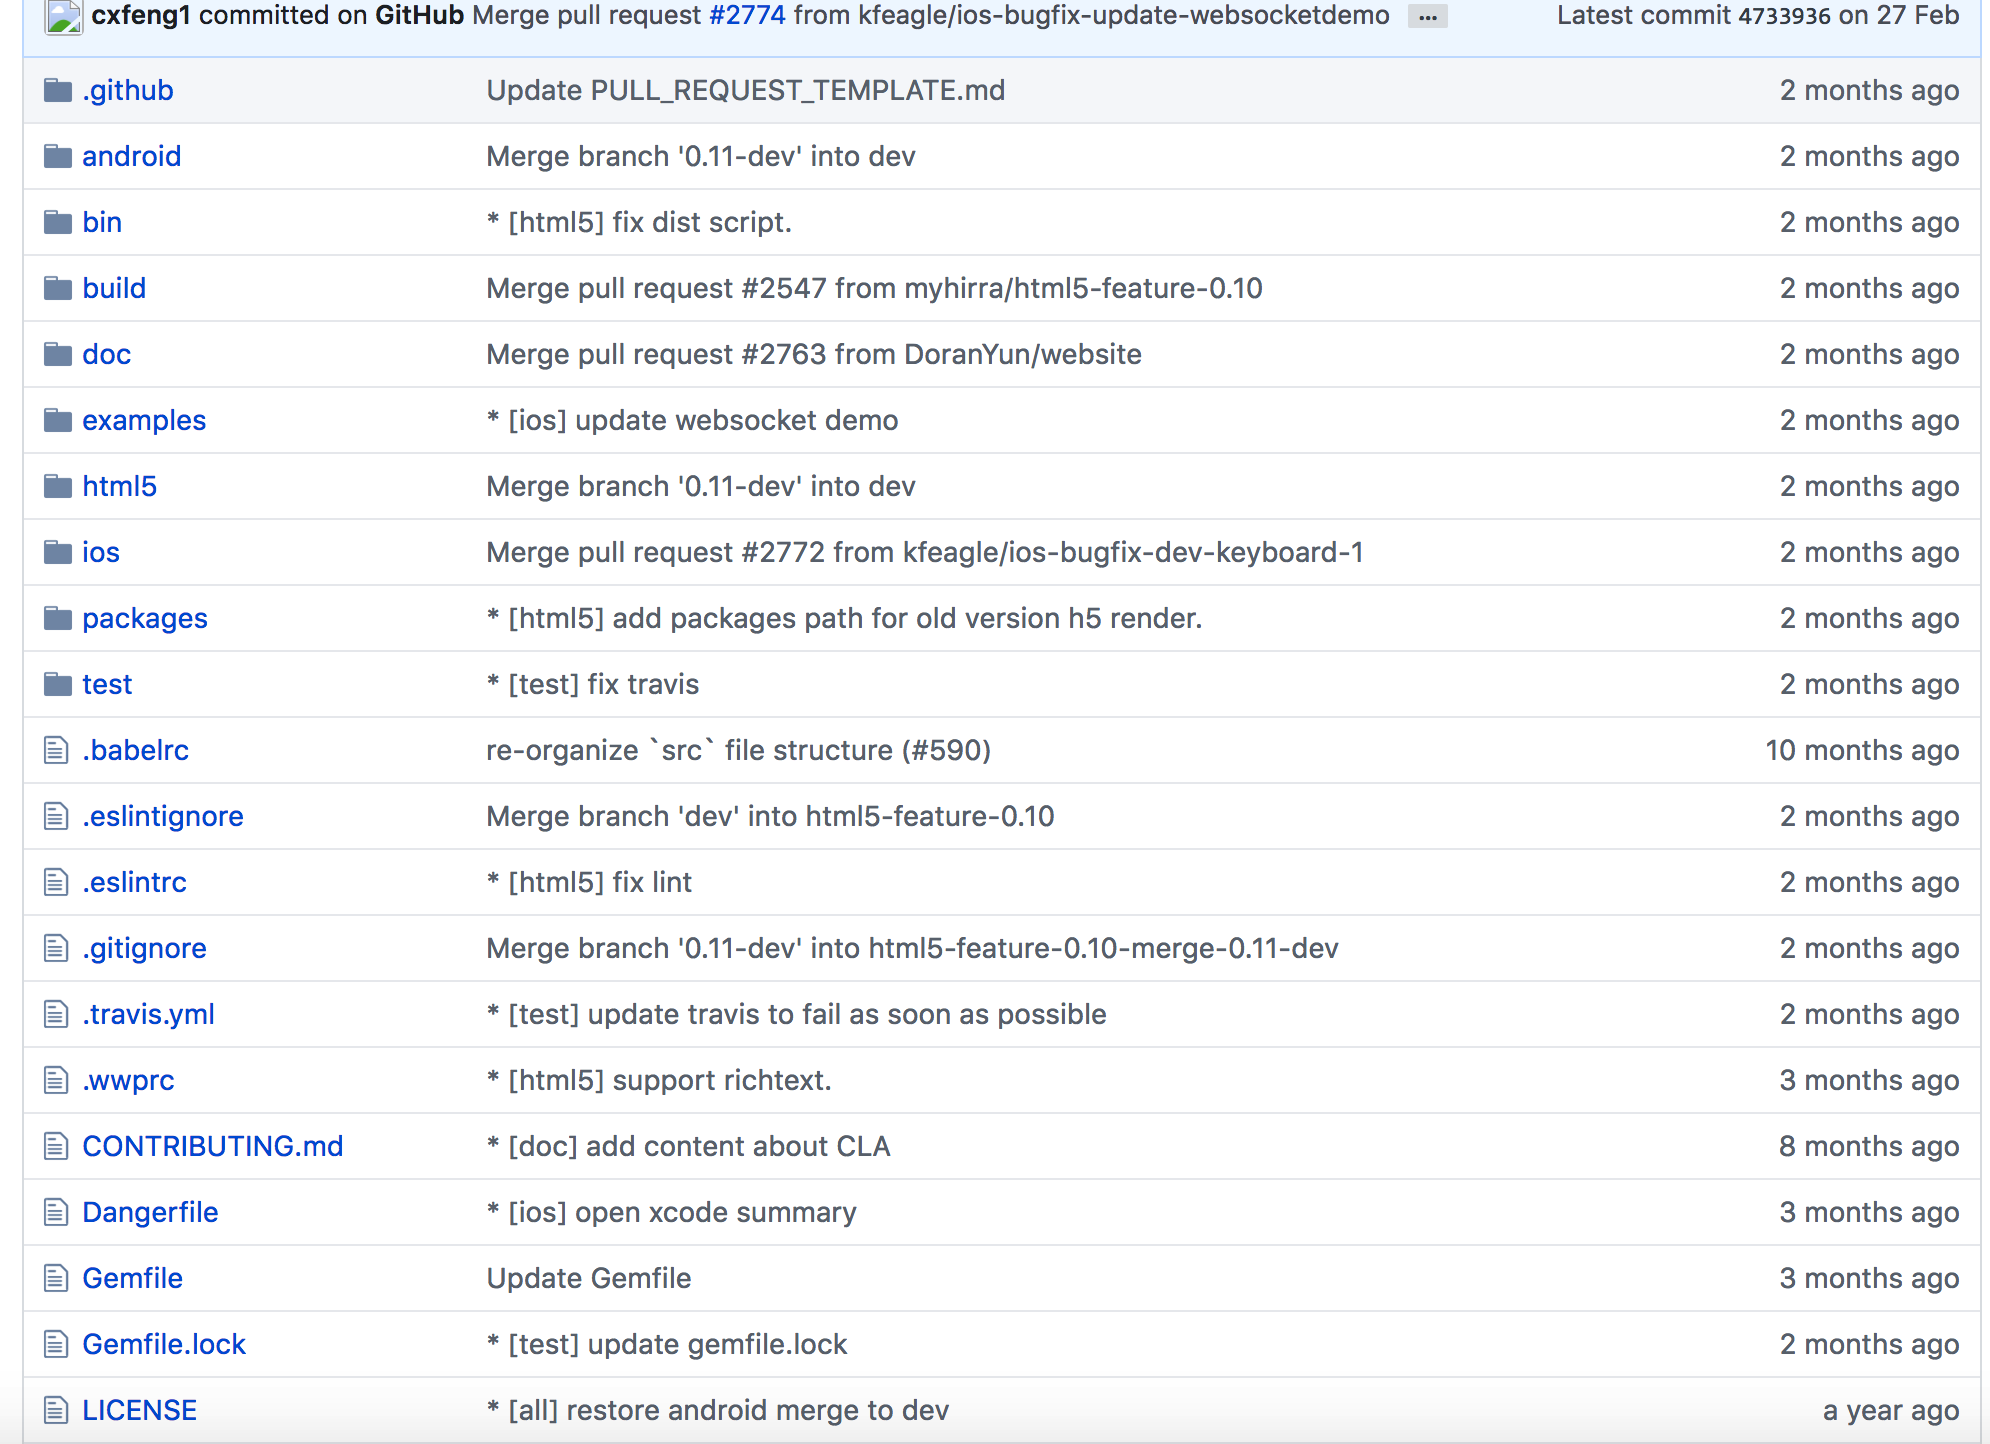 cxfeng1 committed on GitHub Merge pull request #2774 from kfeagle/ios-bugfix-update-websocketdemo ... Latest commit 4733936 on 27 Feb
.github Update PULL_REQUEST_TEMPLATE.md 2 months ago
android Merge branch '0.11-dev' into dev 2 months ago
bin * [html5] fix dist script. 2 months ago
build Merge pull request #2547 from myhirra/html5-feature-0.10 2 months ago
doc Merge pull request #2763 from DoranYun/website 2 months ago
examples * [ios] update websocket demo 2 months ago
html5 Merge branch '0.11-dev' into dev 2 months ago
ios Merge pull request #2772 from kfeagle/ios-bugfix-dev-keyboard-1 2 months ago
packages * [html5] add packages path for old version h5 render. 2 months ago
test * [test] fix travis 2 months ago
.babelrc re-organize `src` file structure (#590) 10 months ago
.eslintignore Merge branch 'dev' into html5-feature-0.10 2 months ago
.eslintrc * [html5] fix lint 2 months ago
.gitignore Merge branch '0.11-dev' into html5-feature-0.10-merge-0.11-dev 2 months ago
.travis.yml * [test] update travis to fail as soon as possible 2 months ago
.wwprc * [html5] support richtext. 3 months ago
CONTRIBUTING.md * [doc] add content about CLA 8 months ago
Dangerfile * [ios] open xcode summary 3 months ago
Gemfile Update Gemfile 3 months ago
Gemfile.lock * [test] update gemfile.lock 2 months ago
LICENSE * [all] restore android merge to dev a year ago